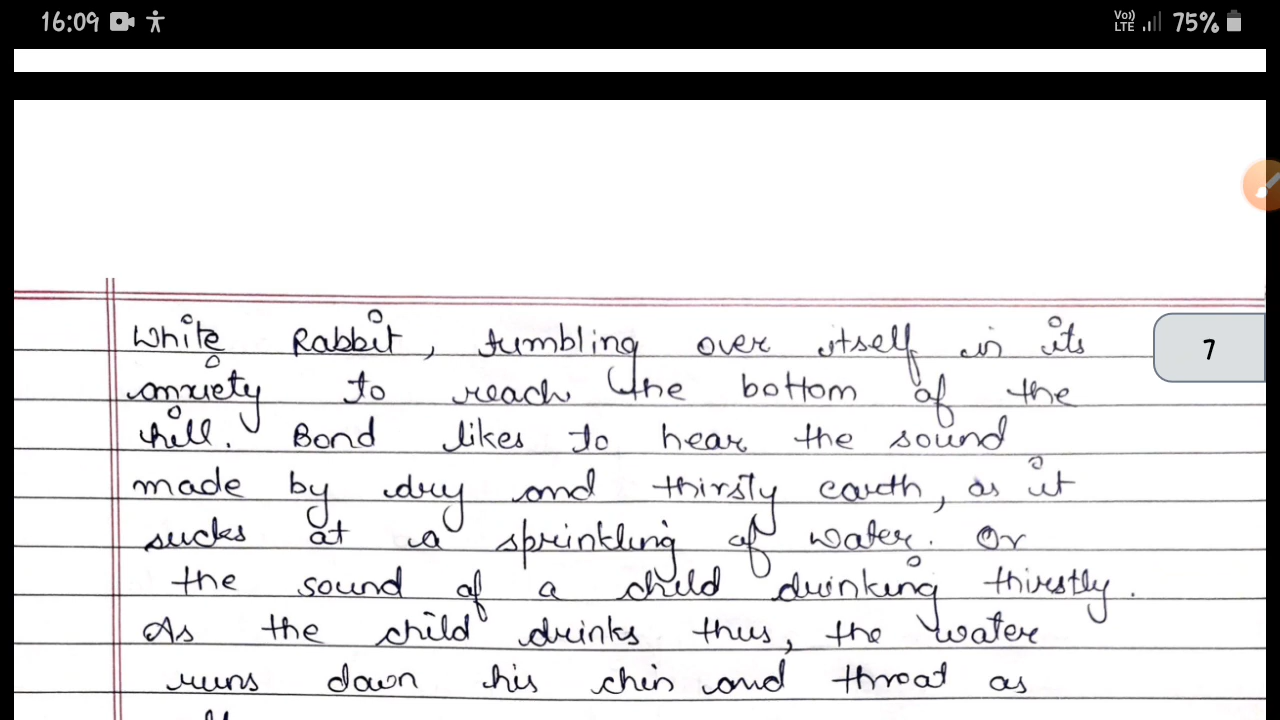 16:09 Vo)) LTE 75%
White Rabbit, tumbling over itself in its
7
anxiety to reach the bottom of the
hill. Bond likes to hear the sound
made by dry and thirsty earth, as it
sucks at a sprinkling of water. Or
the sound of a child drinking thirstly.
As the child drinks thus, the water
runs down his chin and throat as